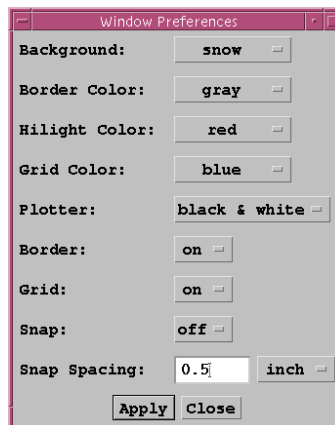 Window Preferences
Background: snow
Border Color: gray
Hilight Color: red
Grid Color: blue
Plotter: black & white
Border: on
Grid: on
Snap: off
Snap Spacing: 0.5 inch
Apply Close